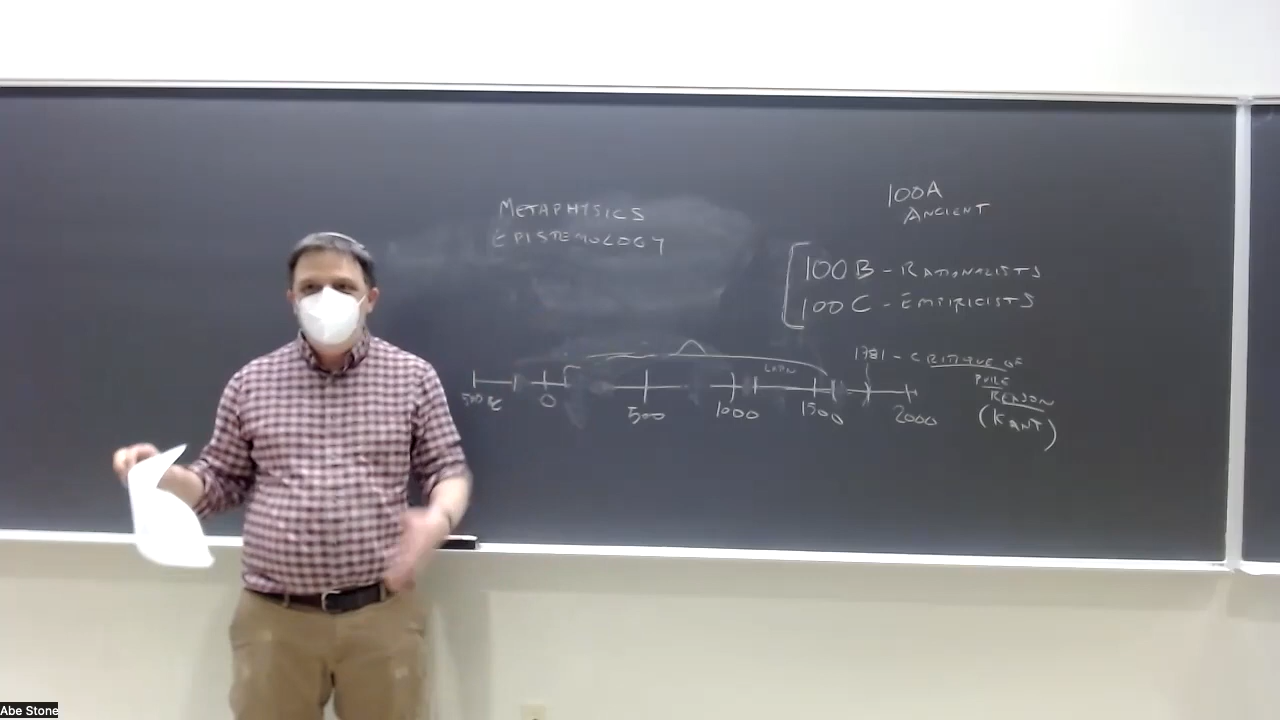 METAPHYSICS
EPISTEMOLOGY
100A
ANCIENT
100B - RATIONALISTS
100C - EMPIRICISTS
1781 - CRITIQUE OF
PURE
REASON
(KANT)
0
500
1000
1500
2000
Abe Stone